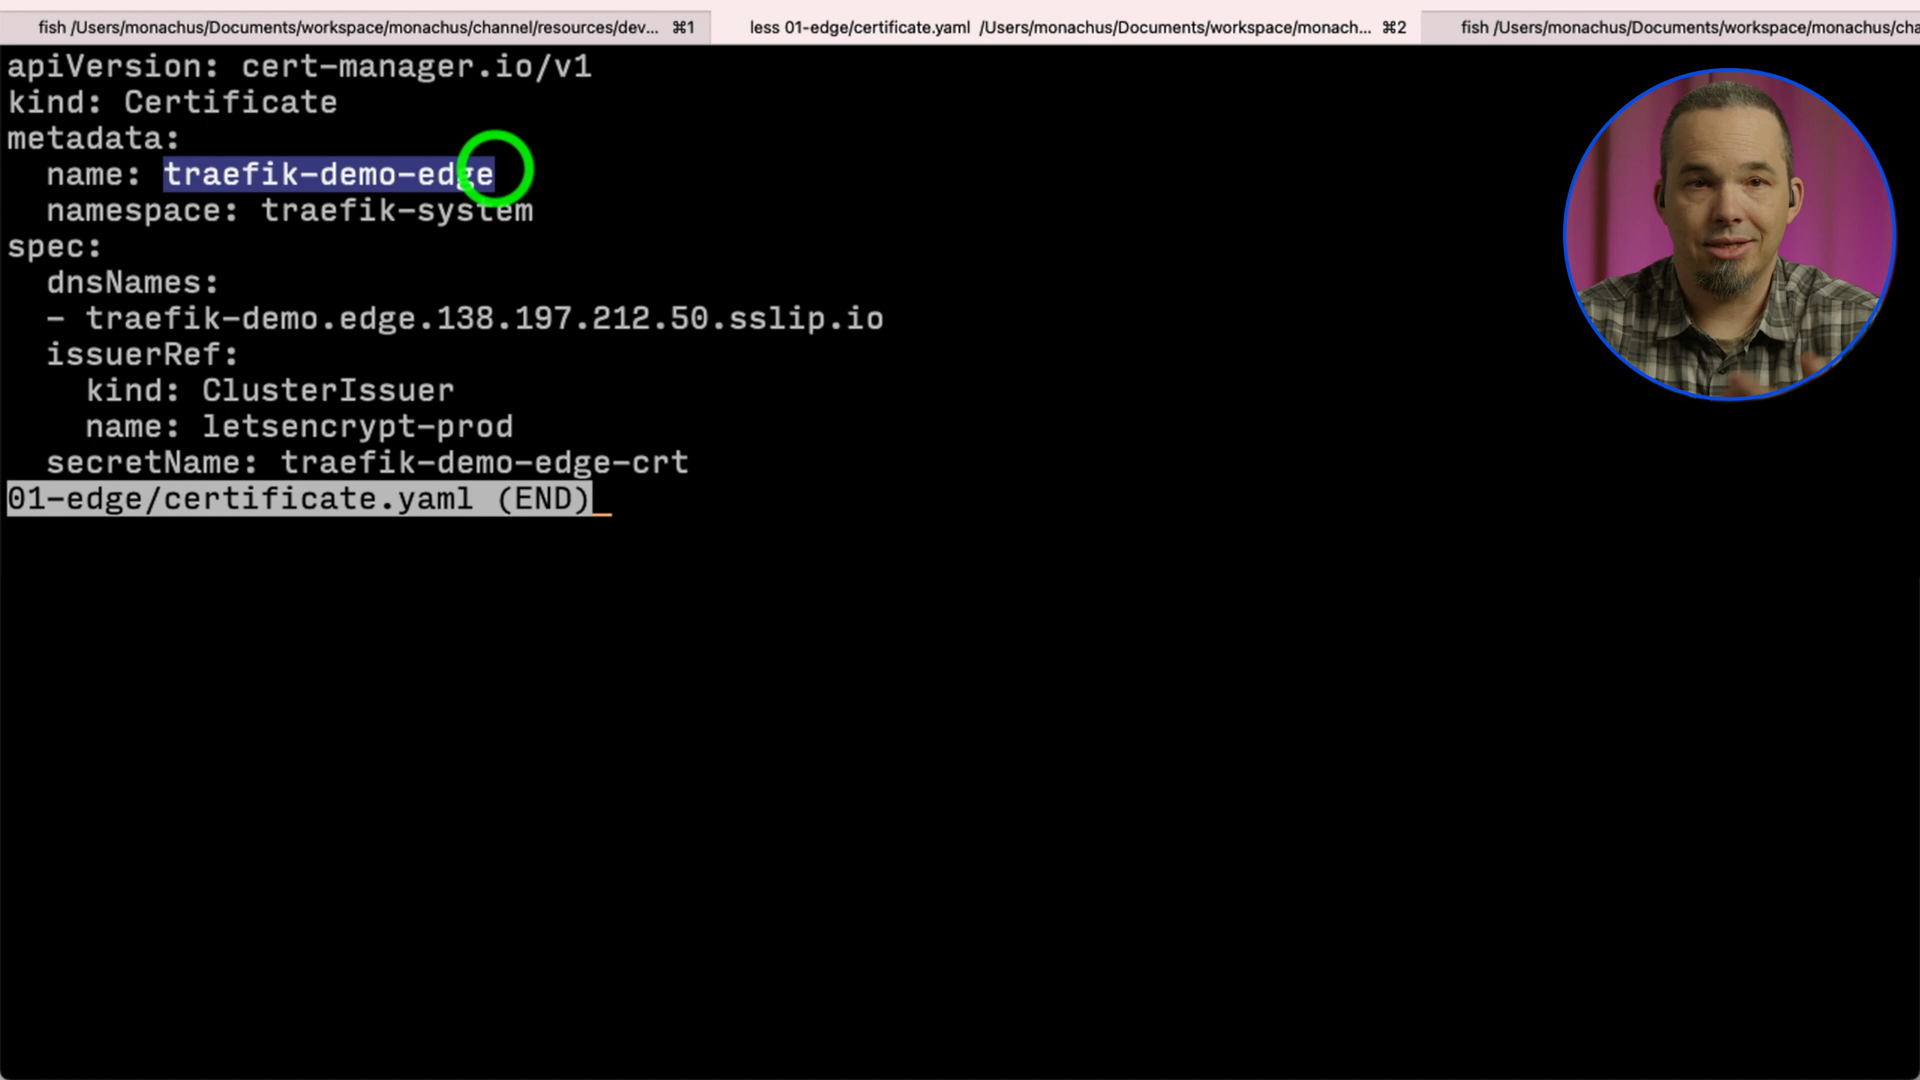 fish /Users/monachus/Documents/workspace/monachus/channel/resources/dev... ⌘1
less 01-edge/certificate.yaml /Users/monachus/Documents/workspace/monach... ⌘2
fish /Users/monachus/Documents/workspace/monachus/cha
apiVersion: cert-manager.io/v1
kind: Certificate
metadata:
  name: traefik-demo-edge
  namespace: traefik-system
spec:
  dnsNames:
  - traefik-demo.edge.138.197.212.50.sslip.io
  issuerRef:
    kind: ClusterIssuer
    name: letsencrypt-prod
  secretName: traefik-demo-edge-crt
01-edge/certificate.yaml (END)